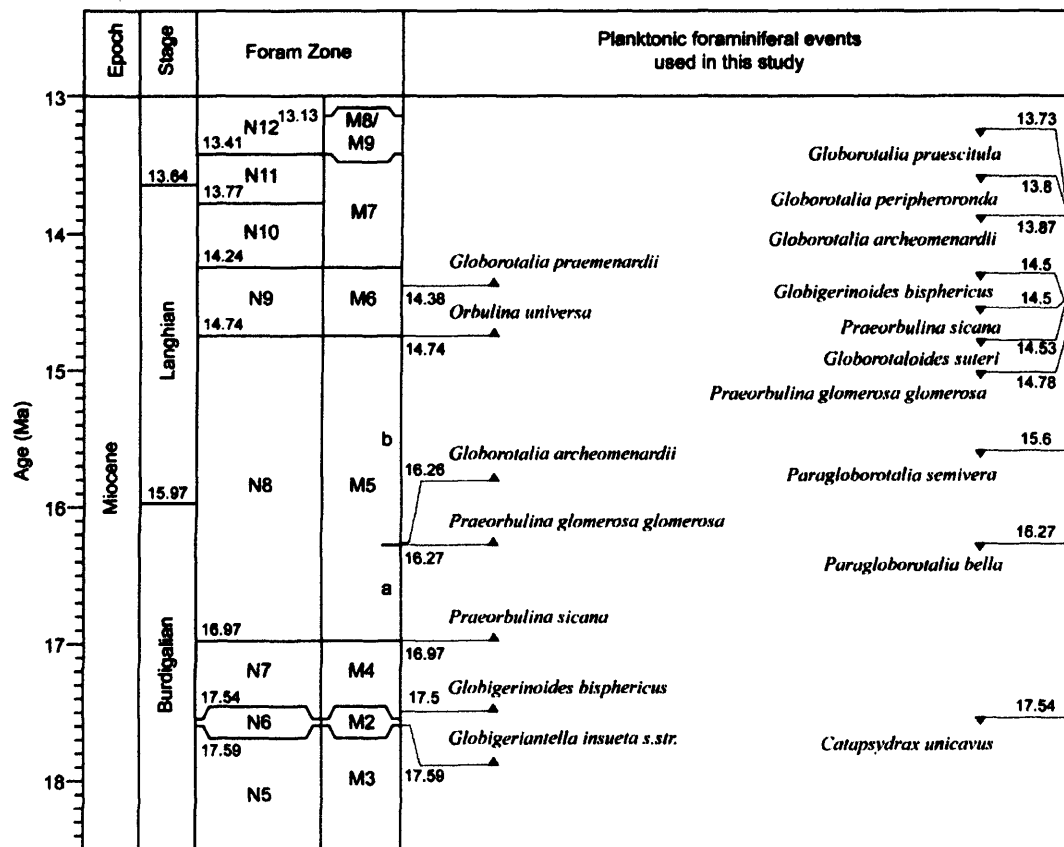 Epoch
Stage
Foram Zone
Planktonic foraminiferal events
used in this study
Age (Ma)
13
14
15
16
17
18
Miocene
13.64
Langhian
15.97
Burdigalian
N12
13.13
13.41
N11
13.77
N10
14.24
N9
14.74
N8
16.97
N7
17.54
N6
17.59
N5
M8/
M9
M7
M6
b
M5
a
M4
M2
M3
Globorotalia praemenardii
14.38
Orbulina universa
14.74
Globorotalia archeomenardii
16.26
Praeorbulina glomerosa glomerosa
16.27
Praeorbulina sicana
16.97
Globigerinoides bisphericus
17.5
Globigeriantella insueta s.str.
17.59
13.73
Globorotalia praescitula
13.8
Globorotalia peripheroronda
13.87
Globorotalia archeomenardii
14.5
Globigerinoides bisphericus
14.5
Praeorbulina sicana
14.53
Globorotaloides suteri
14.78
Praeorbulina glomerosa glomerosa
15.6
Paragloborotalia semivera
16.27
Paragloborotalia bella
17.54
Catapsydrax unicavus